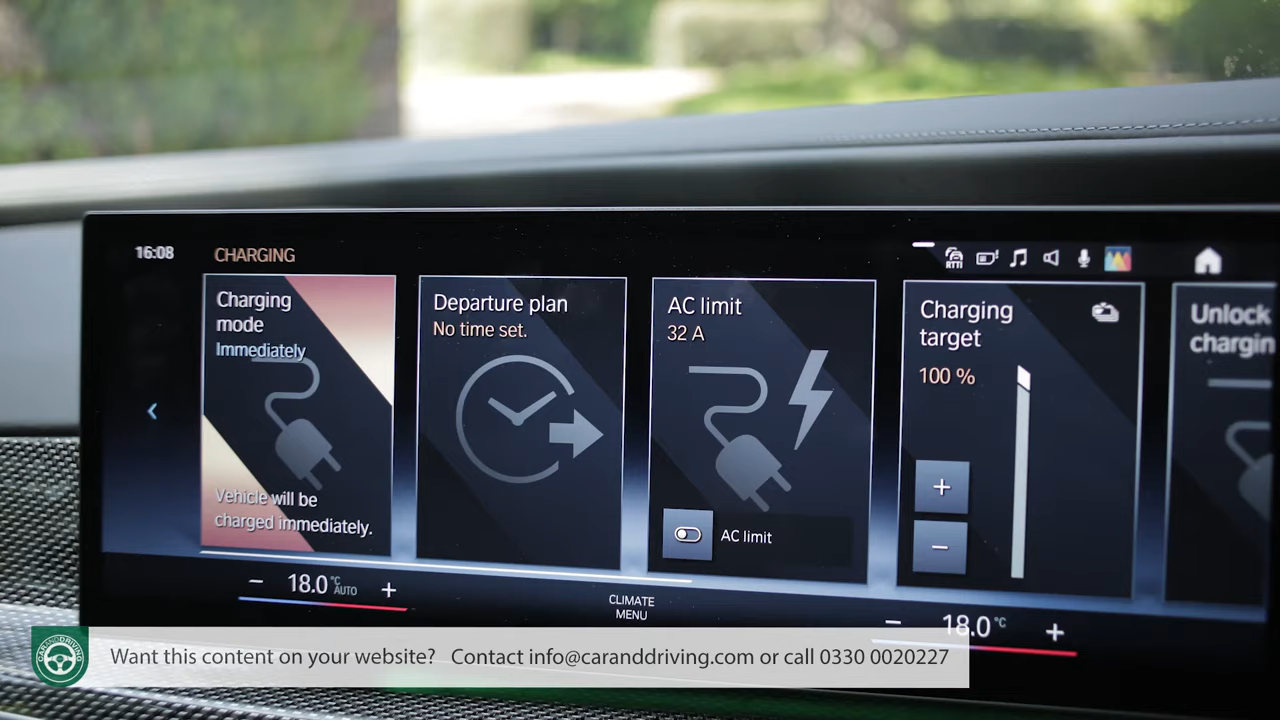 16:08
CHARGING
RTTI
Charging
mode
Immediately
Vehicle will be
charged immediately.
Departure plan
No time set.
AC limit
32 A
AC limit
Charging
target
100 %
+
−
Unlock
chargin
− 18.0 °C AUTO +
CLIMATE
MENU
− 18.0 °C +
CARANDDRIVING
Want this content on your website? Contact info@caranddriving.com or call 0330 0020227